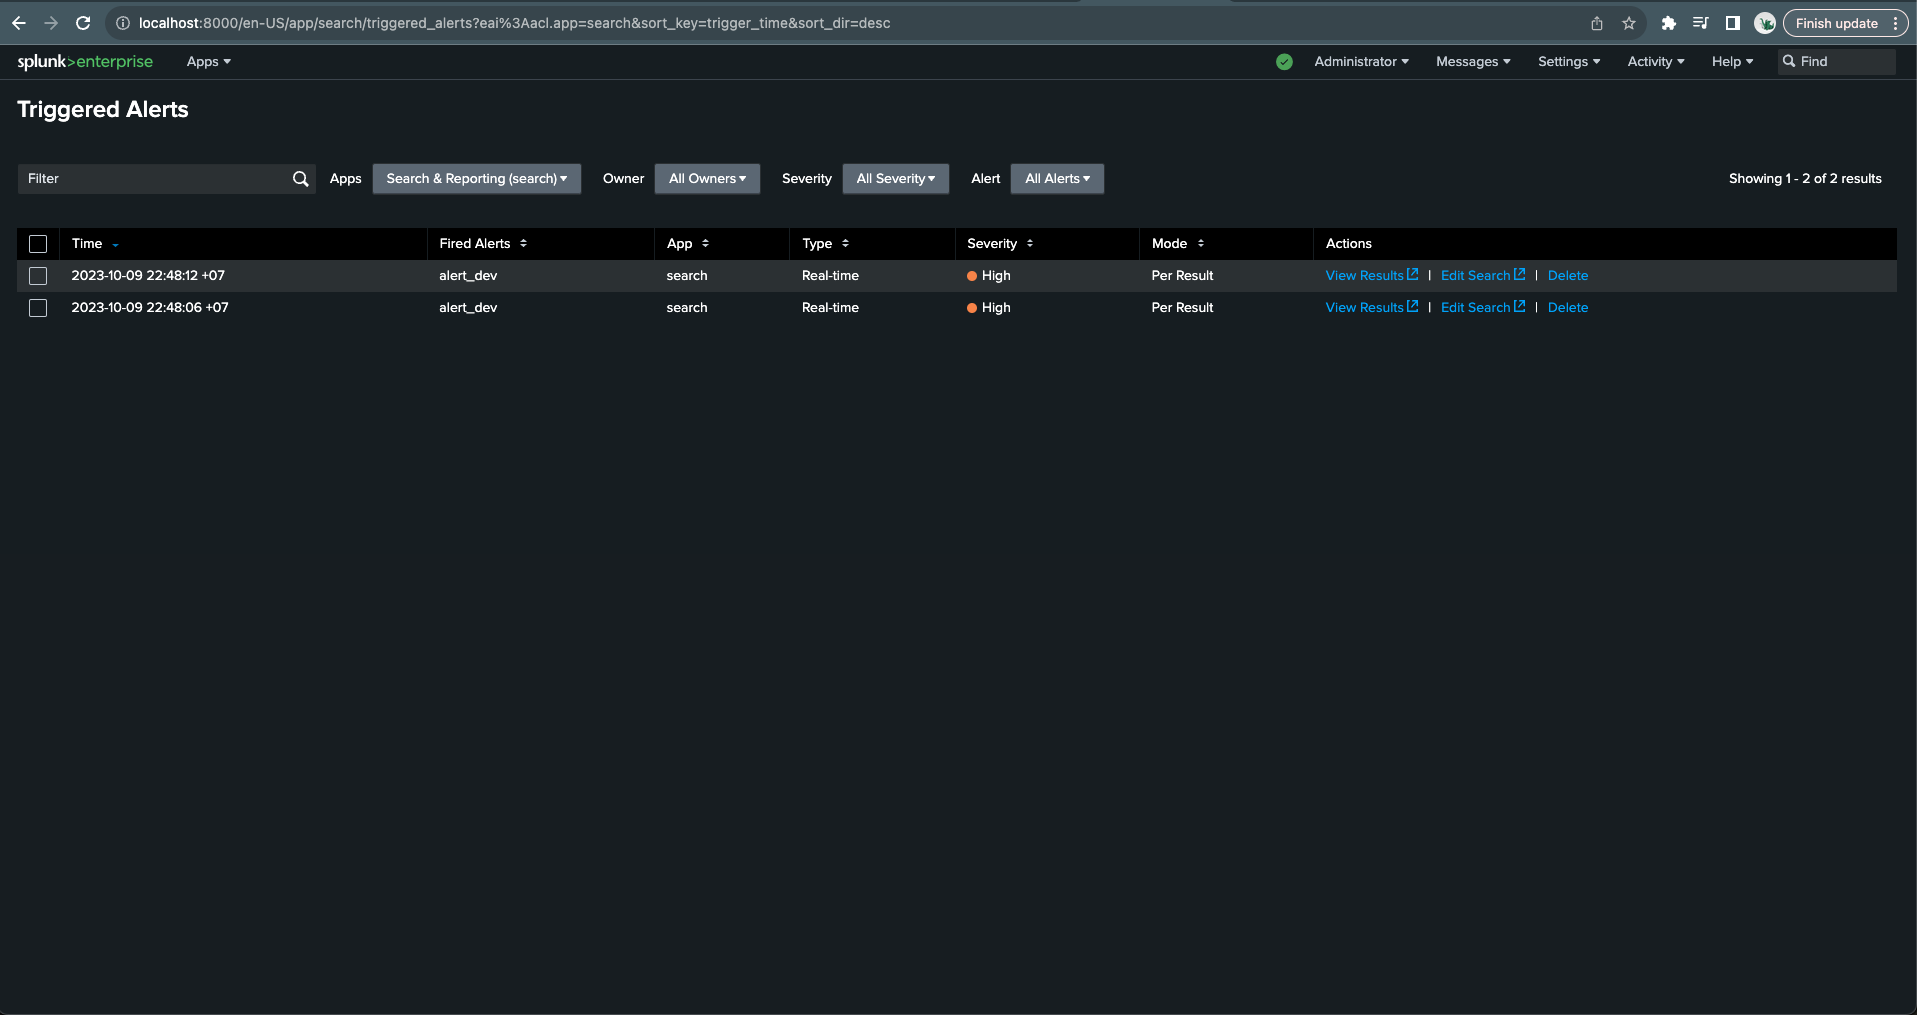 localhost:8000/en-US/app/search/triggered_alerts?eai%3Aacl.app=search&sort_key=trigger_time&sort_dir=desc
Finish update
splunk>enterprise Apps Administrator Messages Settings Activity Help Find
Triggered Alerts
Filter Apps Search & Reporting (search) Owner All Owners Severity All Severity Alert All Alerts Showing 1 - 2 of 2 results
Time Fired Alerts App Type Severity Mode Actions
2023-10-09 22:48:12 +07 alert_dev search Real-time High Per Result View Results | Edit Search | Delete
2023-10-09 22:48:06 +07 alert_dev search Real-time High Per Result View Results | Edit Search | Delete